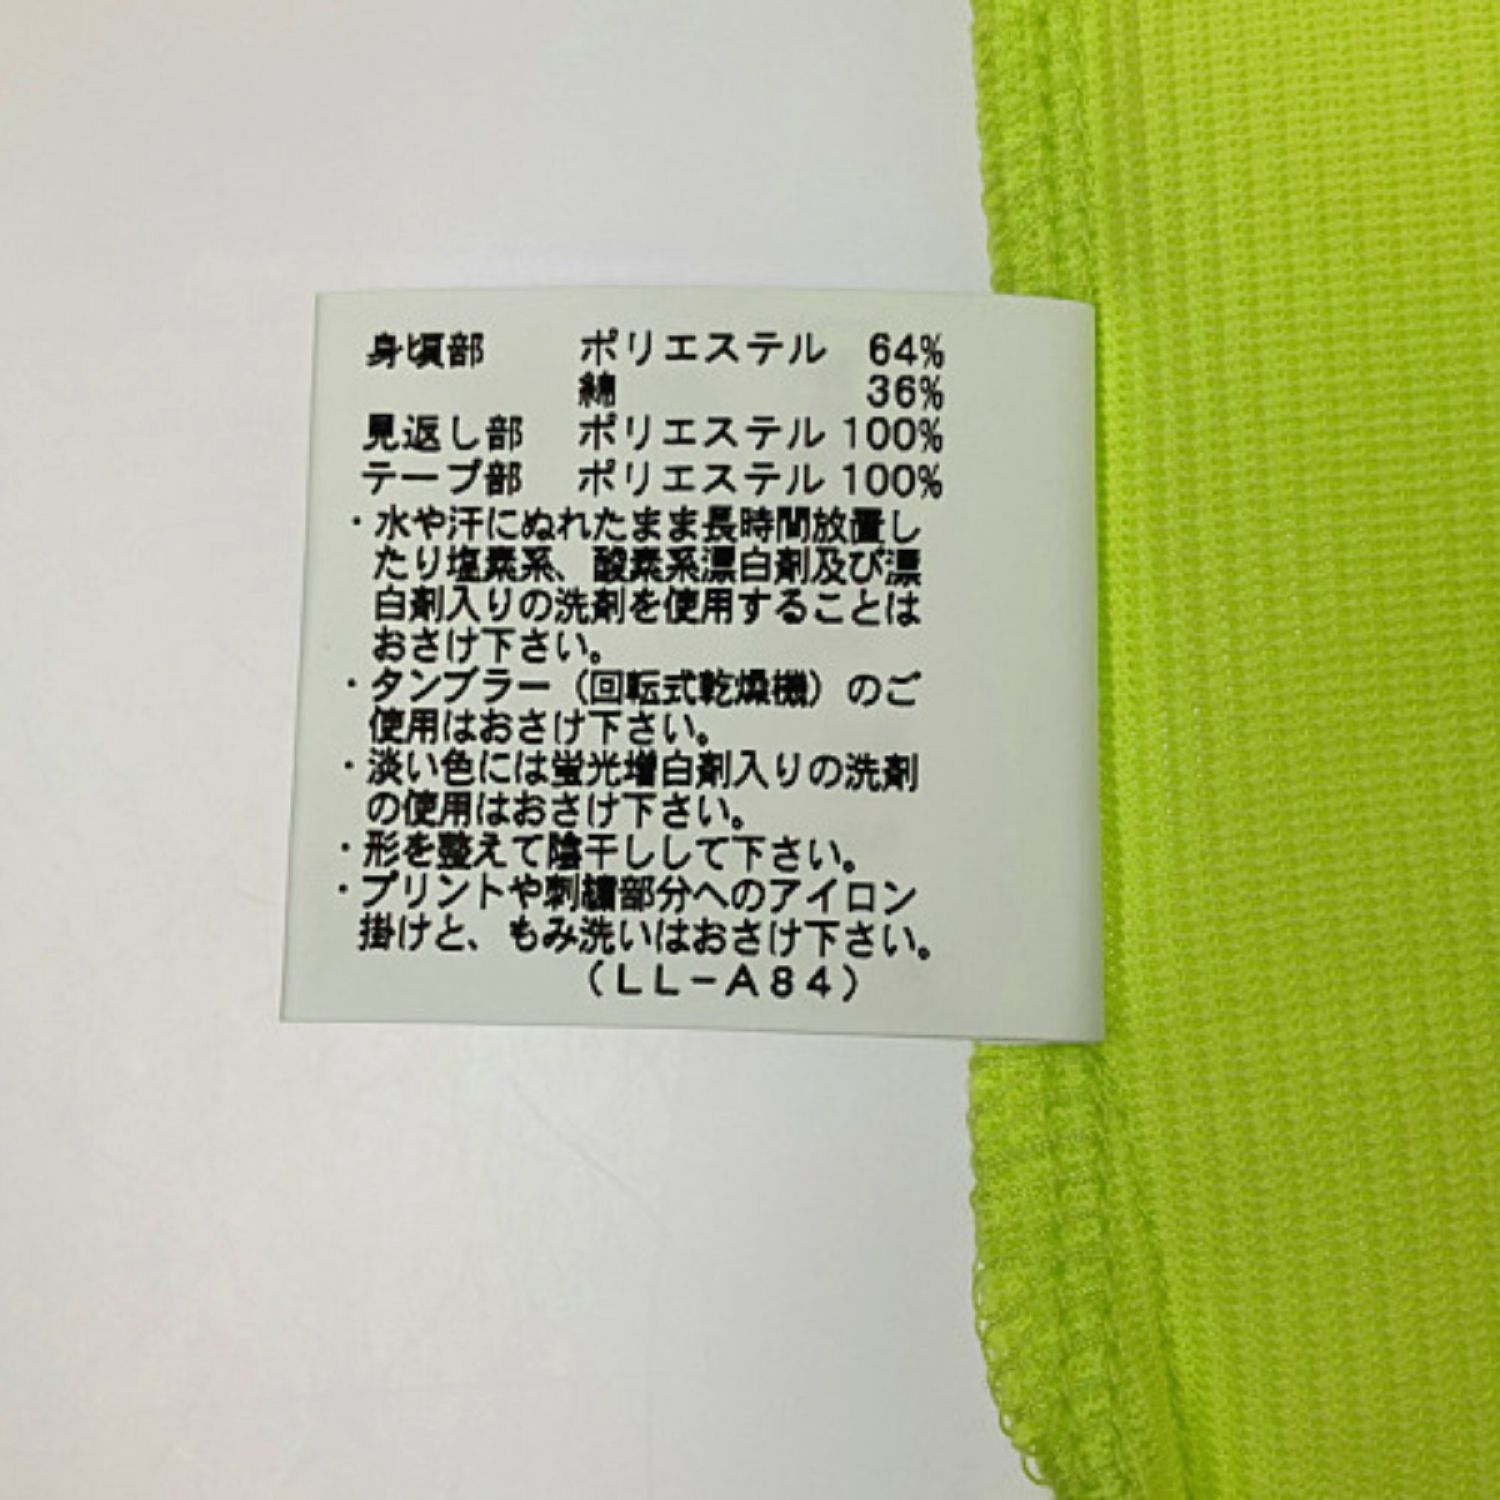 身頃部　ポリエステル　64%
綿　36%
見返し部　ポリエステル 100%
テープ部　ポリエステル 100%
・水や汗にぬれたまま長時間放置し
たり塩素系、酸素系漂白剤及び漂
白剤入りの洗剤を使用することは
おさけ下さい。
・タンブラー（回転式乾燥機）のご
使用はおさけ下さい。
・淡い色には蛍光増白剤入りの洗剤
の使用はおさけ下さい。
・形を整えて陰干ししして下さい。
・プリントや刺繍部分へのアイロン
掛けと、もみ洗いはおさけ下さい。
（LL－A84）